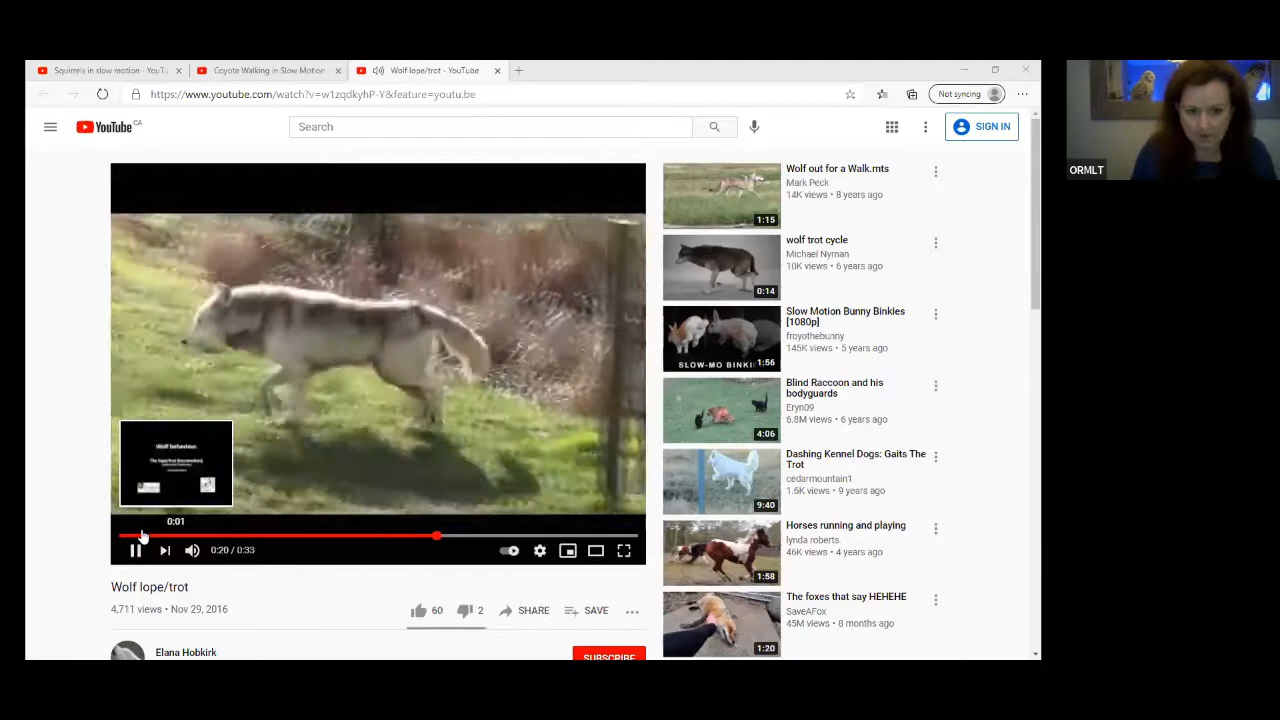 Squirrels in slow motion - YouT...
Coyote Walking in Slow Motion
Wolf lope/trot - YouTube
https://www.youtube.com/watch?v=w1zqdkyhP-Y&feature=youtu.be
Not syncing
YouTube CA
Search
SIGN IN
ORMLT
Wolf out for a Walk.mts
Mark Peck
14K views • 8 years ago
1:15
wolf trot cycle
Michael Nyman
10K views • 6 years ago
0:14
Slow Motion Bunny Binkies
[1080p]
froyothebunny
145K views • 5 years ago
SLOW-MO BINKI
1:56
Blind Raccoon and his
bodyguards
Eryn09
6.8M views • 6 years ago
4:06
Dashing Kennel Dogs: Gaits The
Trot
cedarmountain1
1.6K views • 9 years ago
9:40
Horses running and playing
lynda roberts
46K views • 4 years ago
1:58
The foxes that say HEHEHE
SaveAFox
45M views • 8 months ago
1:20
Wolf behaviour.
0:01
0:20 / 0:33
Wolf lope/trot
4,711 views • Nov 29, 2016
60
2
SHARE
SAVE
Elana Hobkirk
SUBSCRIBE